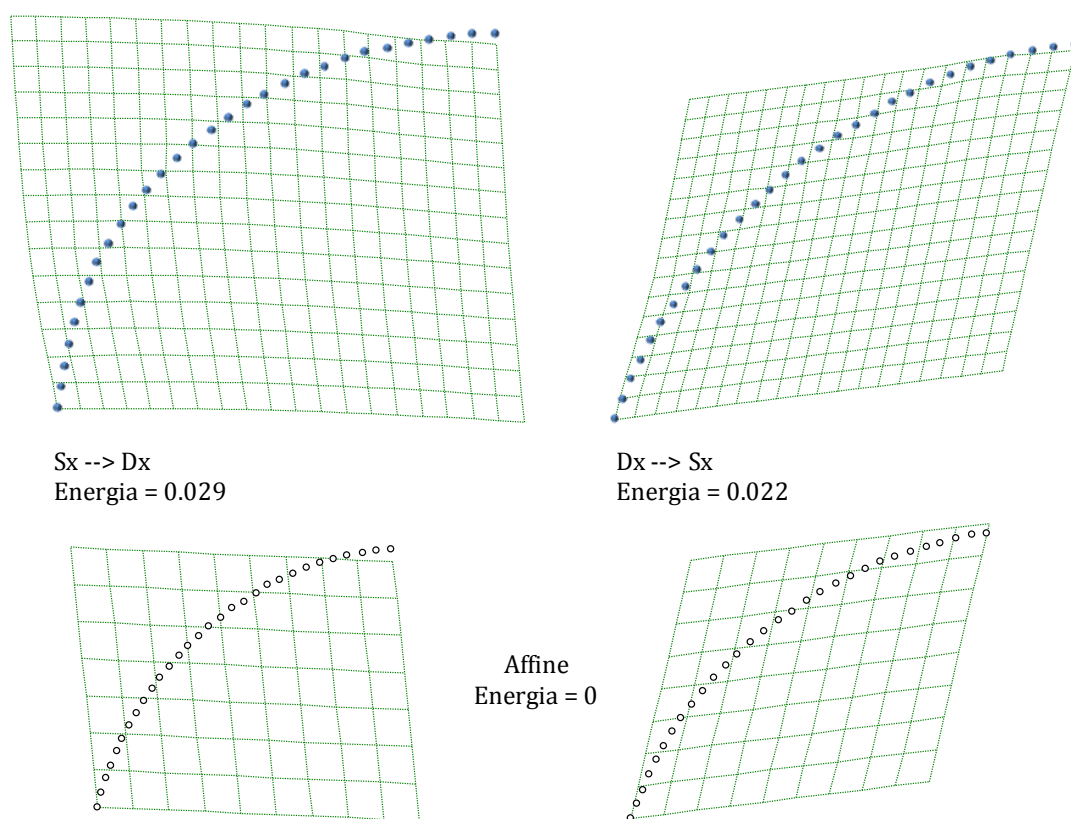 Sx --> Dx
Energia = 0.029
Dx --> Sx
Energia = 0.022
Affine
Energia = 0